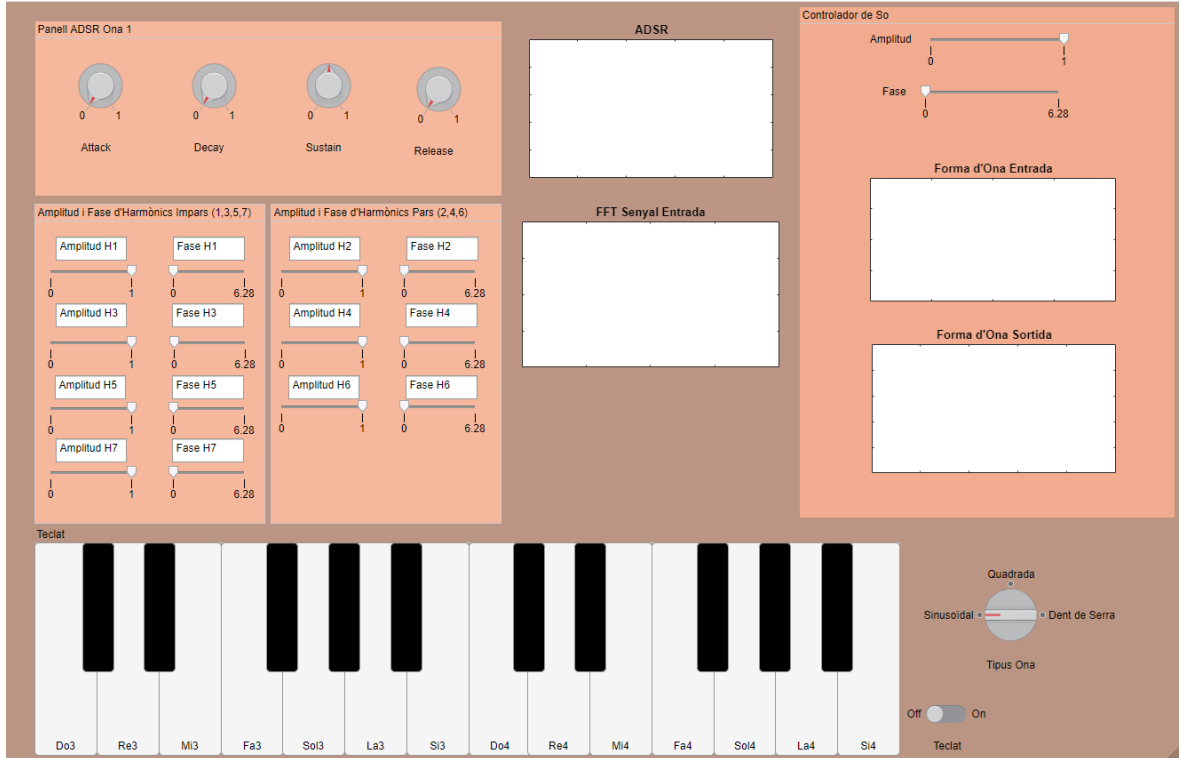 Panell ADSR Ona 1
0 1
Attack
0 1
Decay
0 1
Sustain
0 1
Release
ADSR
Controlador de So
Amplitud
0 1
Fase
0 6.28
Forma d'Ona Entrada
Forma d'Ona Sortida
Amplitud i Fase d'Harmònics Impars (1,3,5,7)
Amplitud H1 Fase H1
0 1 0 6.28
Amplitud H3 Fase H3
0 1 0 6.28
Amplitud H5 Fase H5
0 1 0 6.28
Amplitud H7 Fase H7
0 1 0 6.28
Amplitud i Fase d'Harmònics Pars (2,4,6)
Amplitud H2 Fase H2
0 1 0 6.28
Amplitud H4 Fase H4
0 1 0 6.28
Amplitud H6 Fase H6
0 1 0 6.28
FFT Senyal Entrada
Teclat
Do3 Re3 Mi3 Fa3 Sol3 La3 Si3 Do4 Re4 Mi4 Fa4 Sol4 La4 Si4
Quadrada
Sinusoïdal Dent de Serra
Tipus Ona
Off On
Teclat